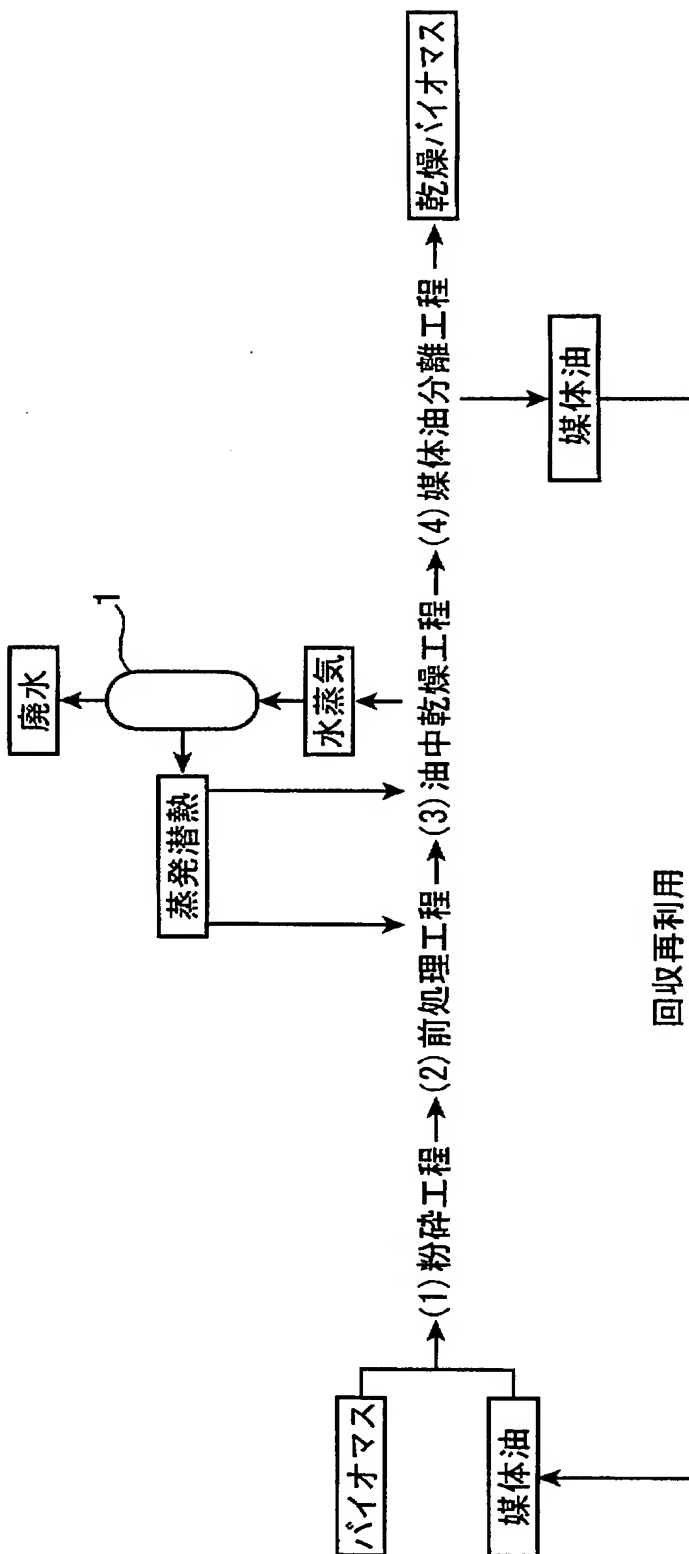 廃水
1
水蒸気
蒸発潜熱
バイオマス
媒体油
(1)粉砕工程
(2)前処理工程
(3)油中乾燥工程
(4)媒体油分離工程
乾燥バイオマス
媒体油
回収再利用